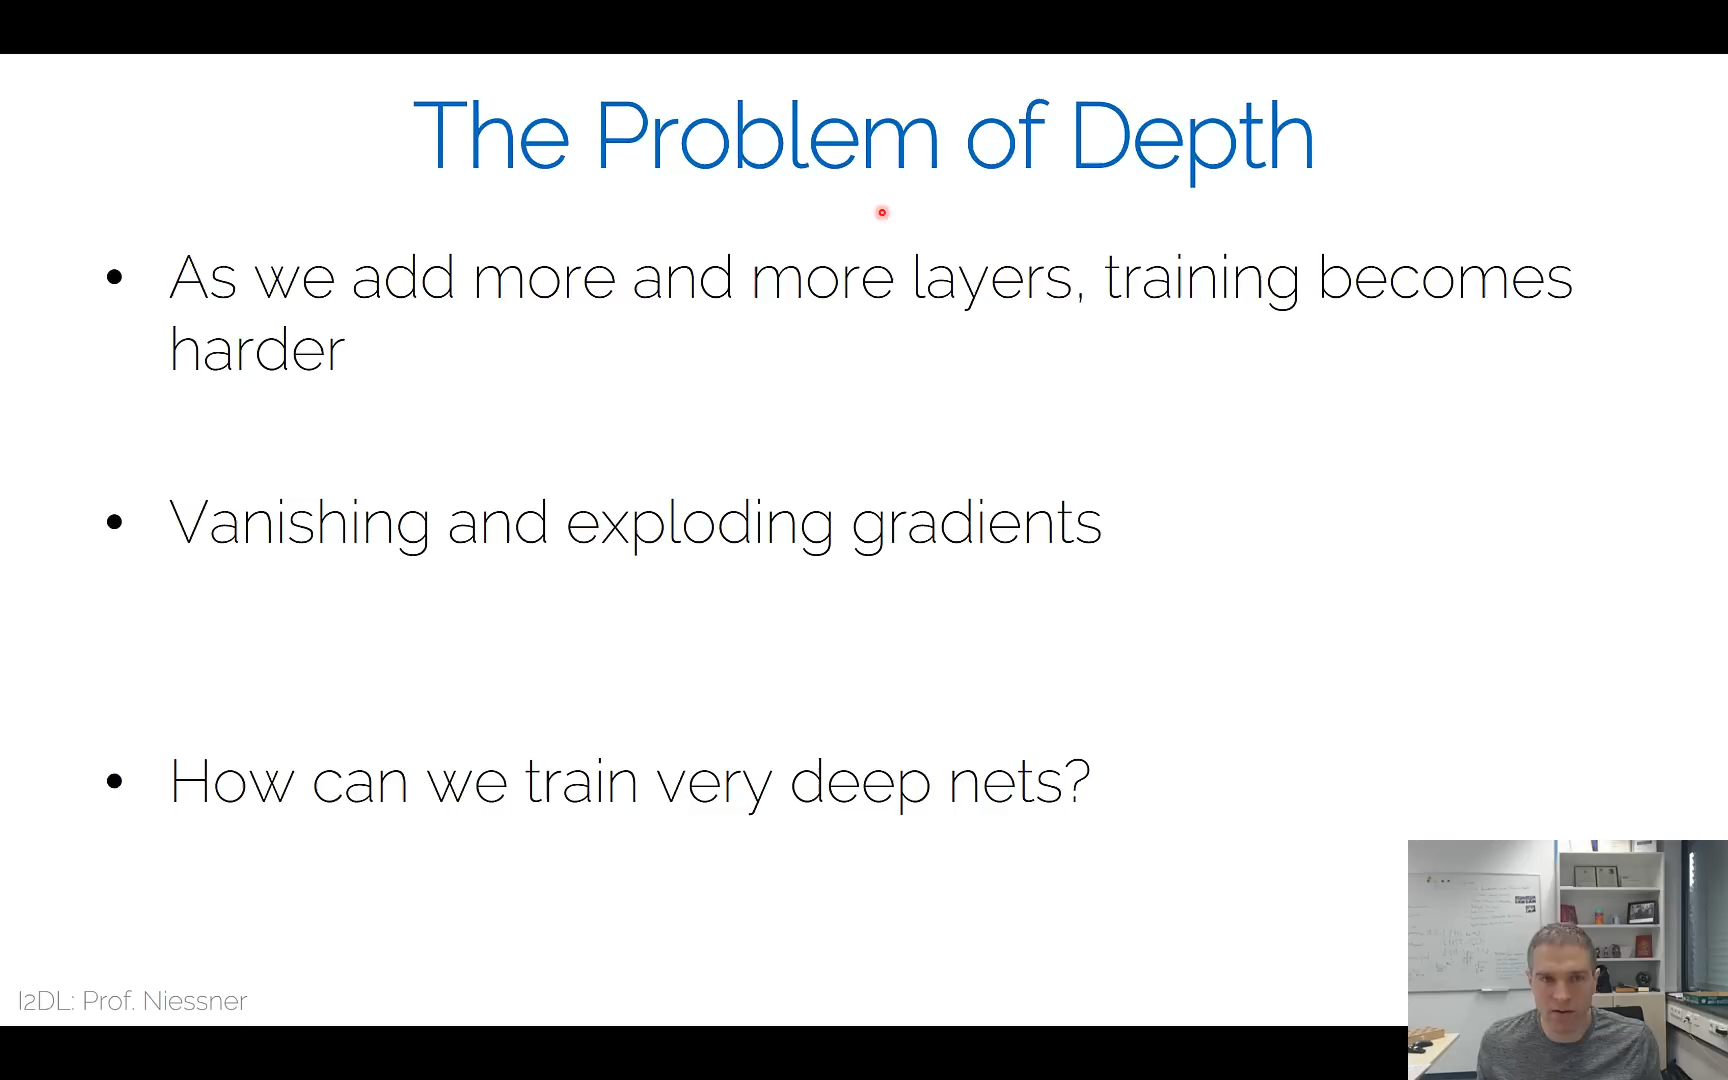 The Problem of Depth
• As we add more and more layers, training becomes
harder
• Vanishing and exploding gradients
• How can we train very deep nets?
I2DL: Prof. Niessner